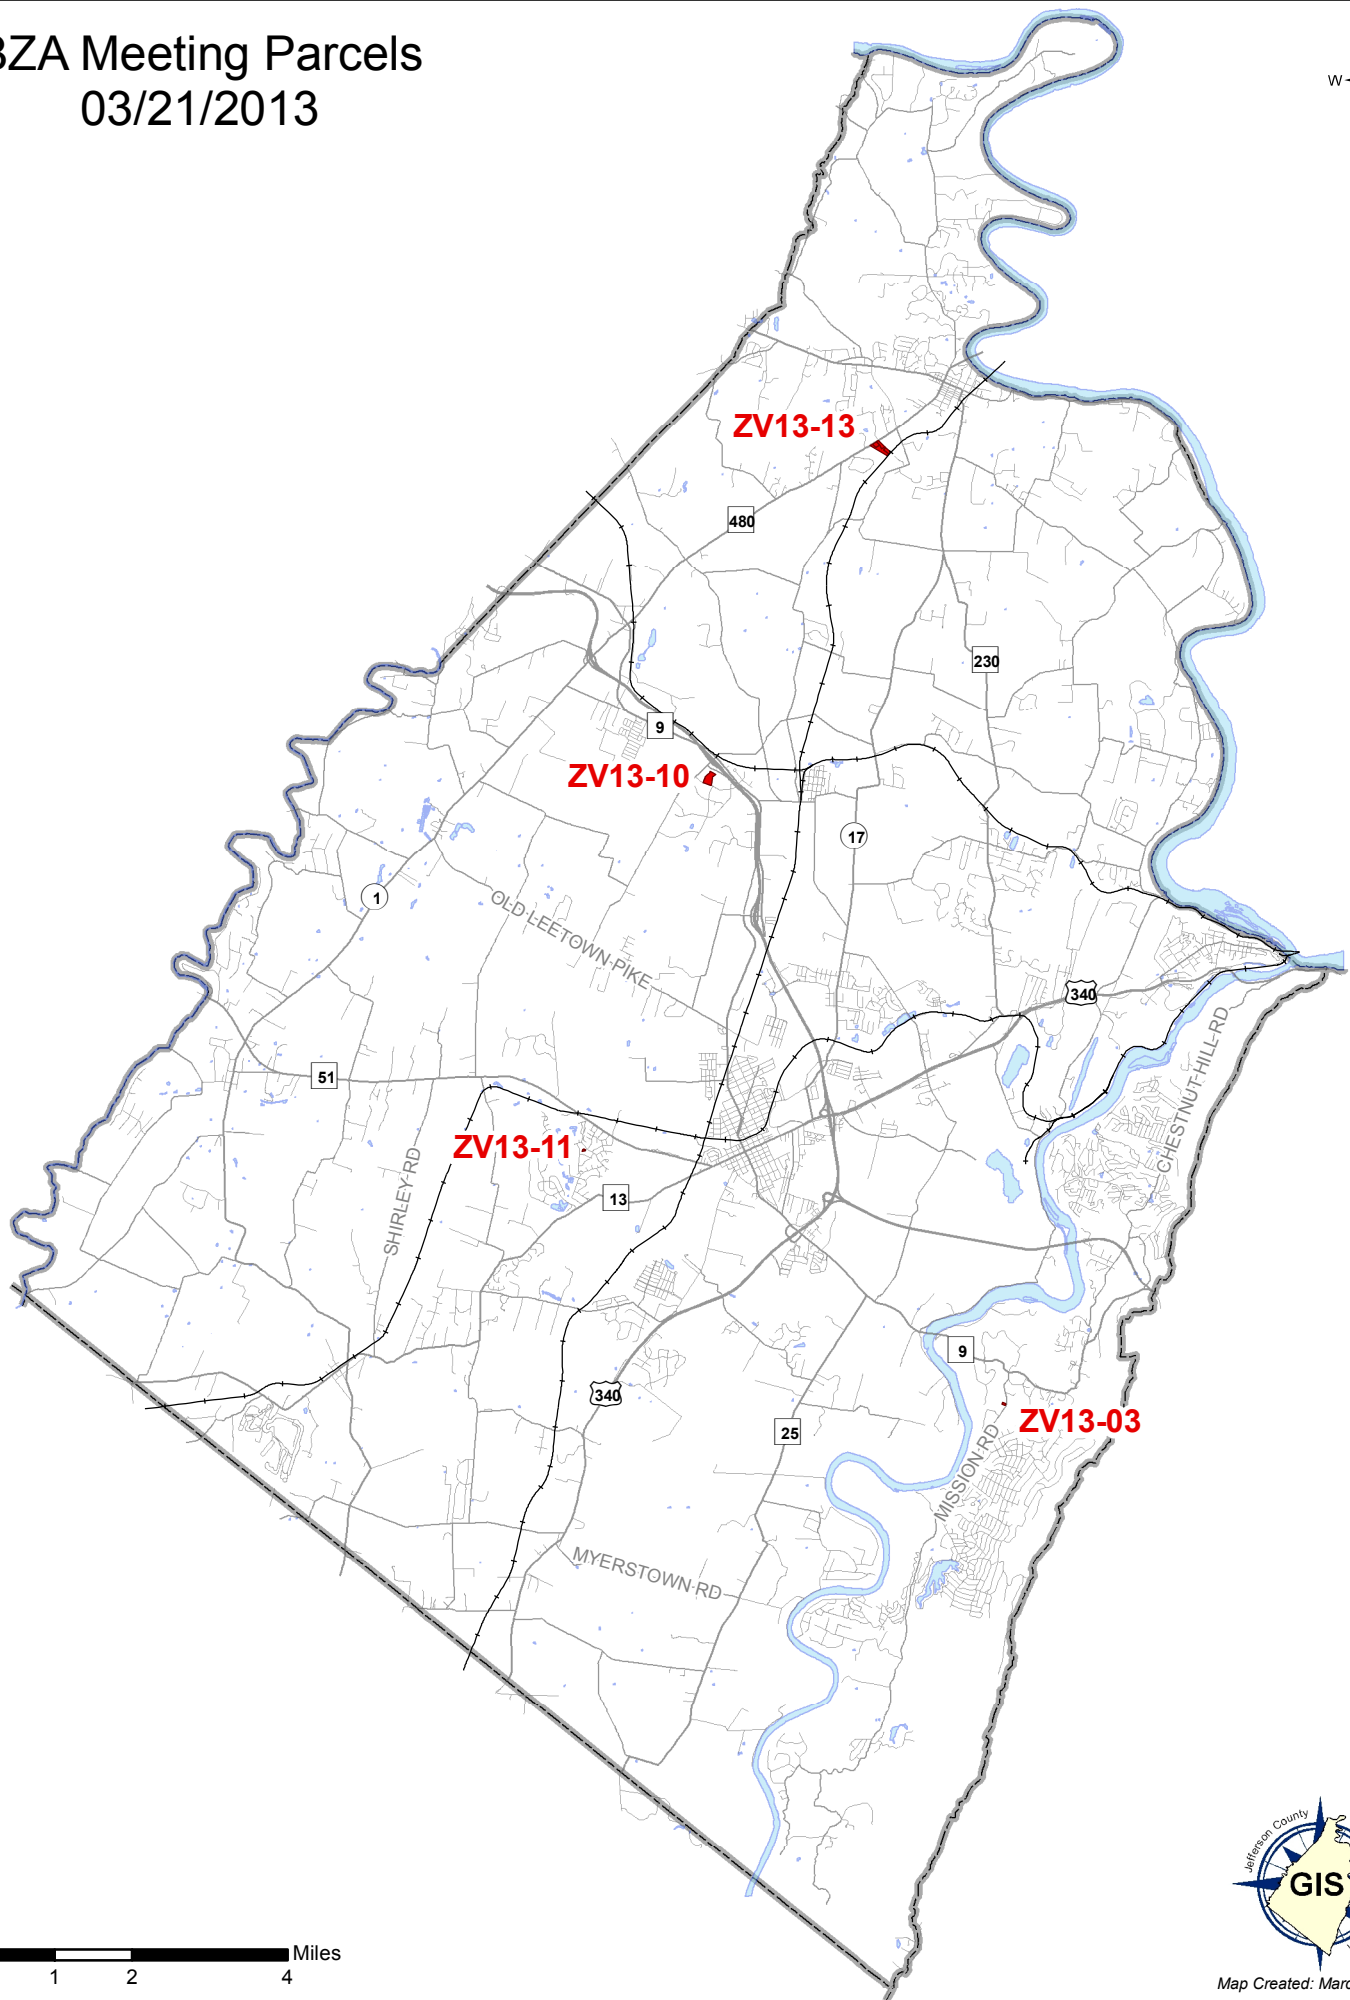 BZA Meeting Parcels
03/21/2013
W
ZV13-13
480
230
9
ZV13-10
17
1
OLD LEETOWN PIKE
340
CHESTNUT HILL RD
51
ZV13-11
SHIRLEY RD
13
9
340
ZV13-03
25
MISSION RD
MYERSTOWN RD
Jefferson County
GIS
Miles
1 2 4
Map Created: